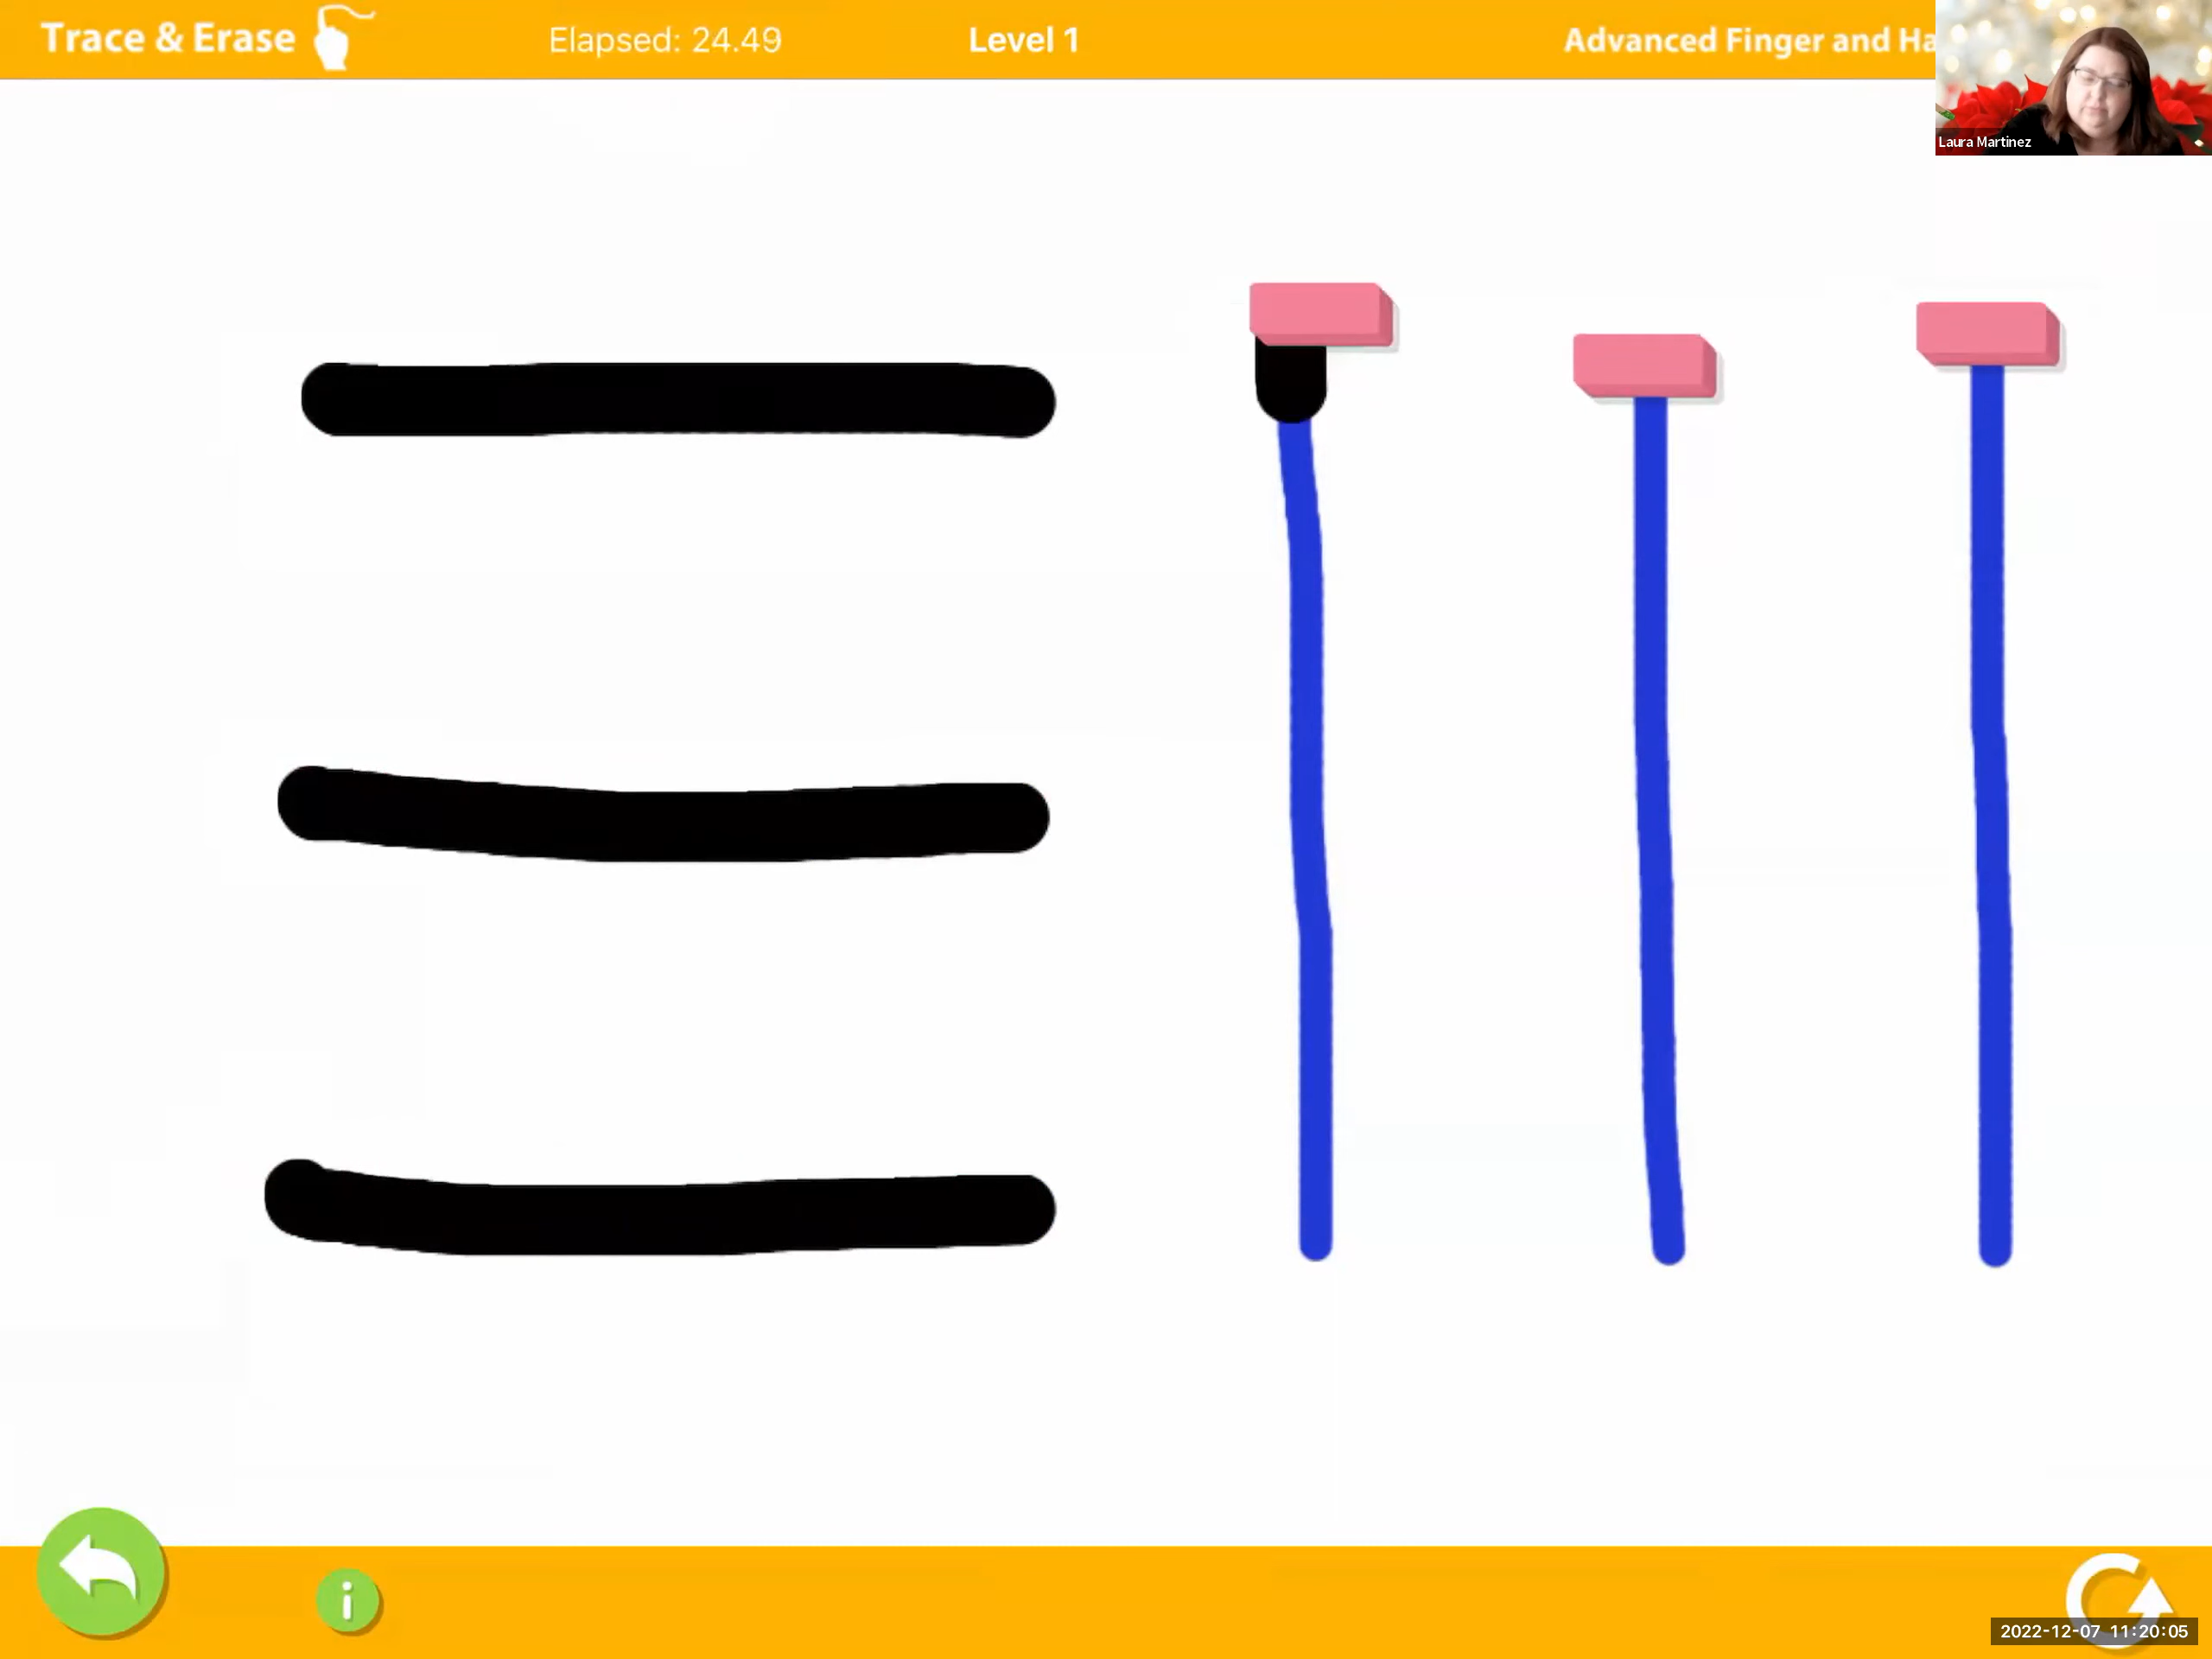 Trace & Erase
Elapsed: 24.49
Level 1
Advanced Finger and Ha
Laura Martinez
i
2022-12-07 11:20:05